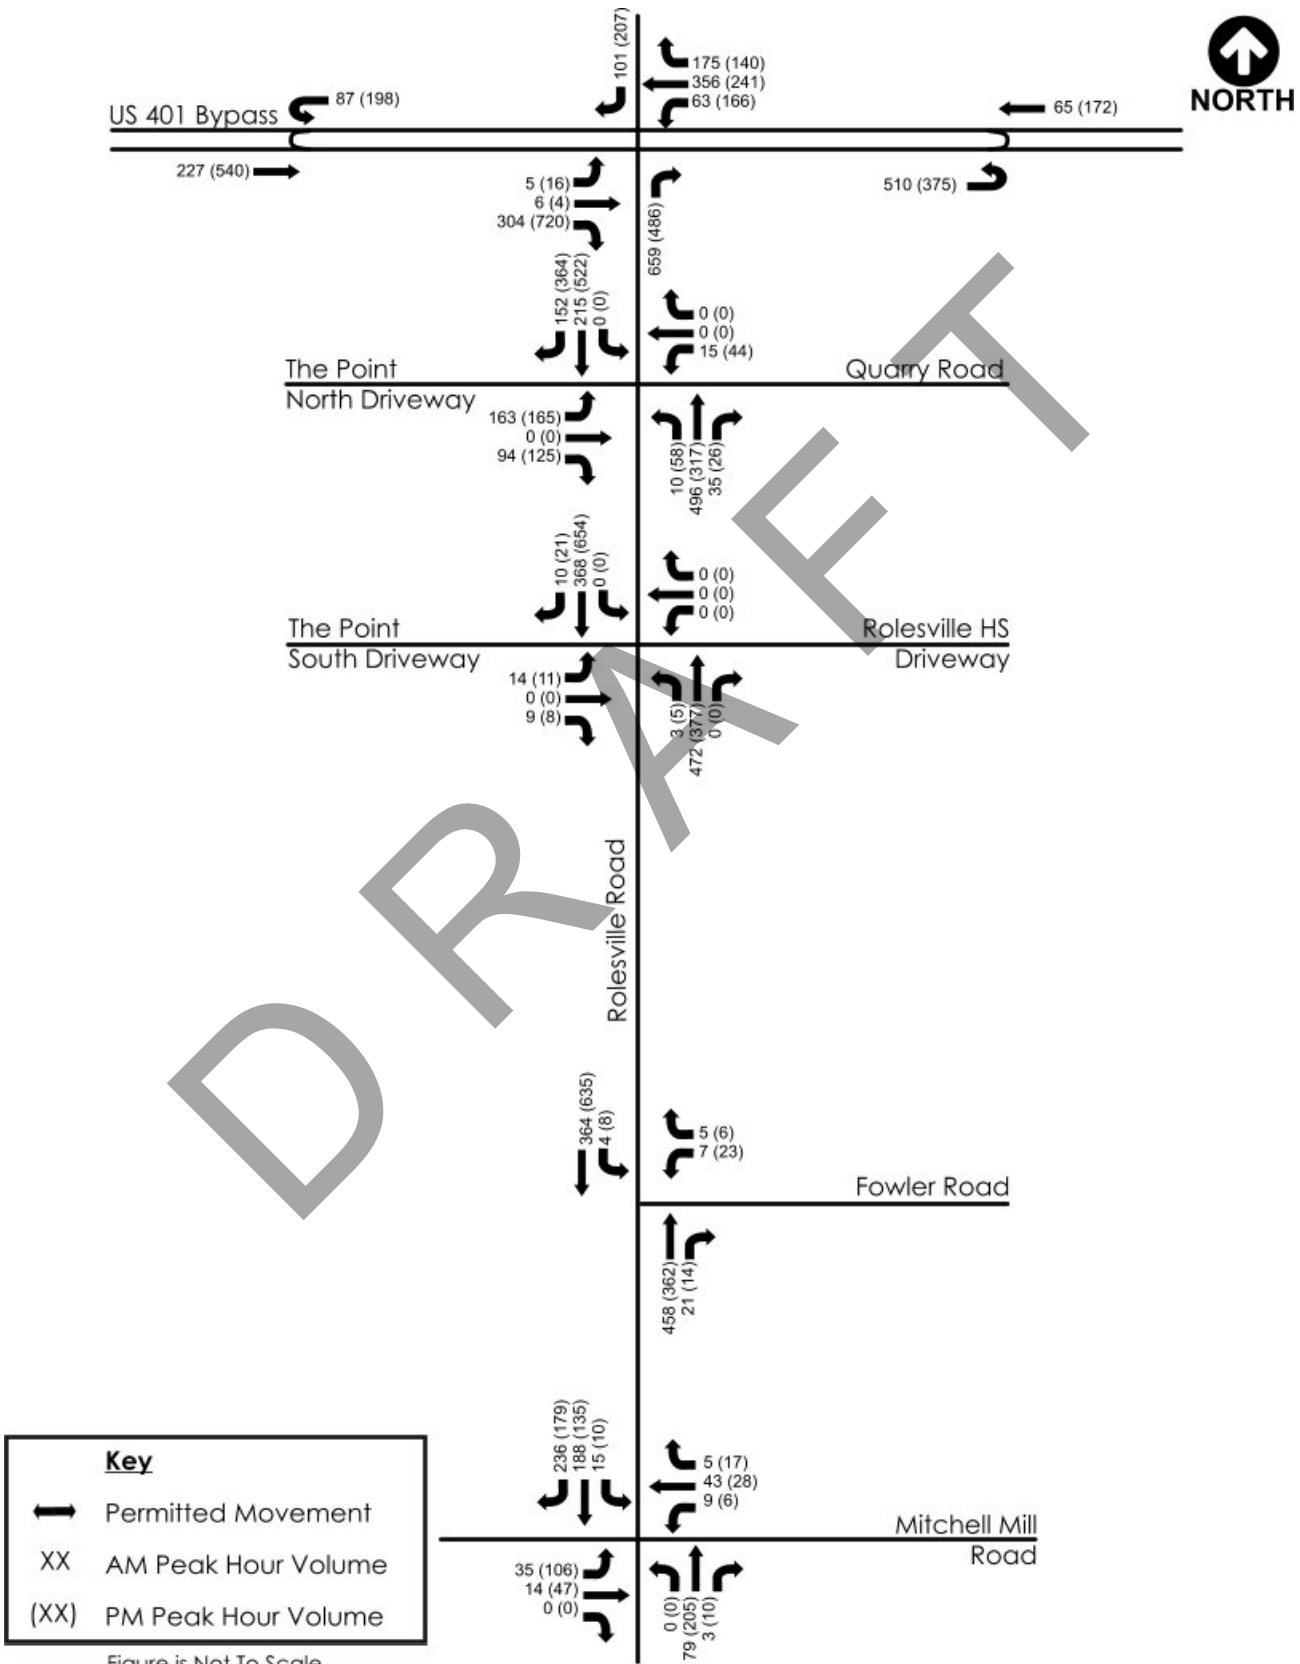 101 (207)
175 (140)
356 (241)
63 (166)
NORTH
87 (198)
US 401 Bypass
65 (172)
227 (540)
5 (16)
6 (4)
304 (720)
659 (486)
510 (375)
152 (364)
215 (522)
0 (0)
0 (0)
0 (0)
15 (44)
The Point
North Driveway
Quarry Road
163 (165)
0 (0)
94 (125)
10 (58)
496 (317)
35 (26)
10 (21)
368 (654)
0 (0)
0 (0)
0 (0)
0 (0)
The Point
South Driveway
Rolesville HS
Driveway
14 (11)
0 (0)
9 (8)
3 (5)
472 (377)
0 (0)
DRAFT
Rolesville Road
364 (635)
4 (8)
5 (6)
7 (23)
Fowler Road
458 (362)
21 (14)
236 (179)
188 (135)
15 (10)
5 (17)
43 (28)
9 (6)
Mitchell Mill
Road
35 (106)
14 (47)
0 (0)
0 (0)
79 (205)
3 (10)
Key
Permitted Movement
XX AM Peak Hour Volume
(XX) PM Peak Hour Volume
Figure is Not To Scale